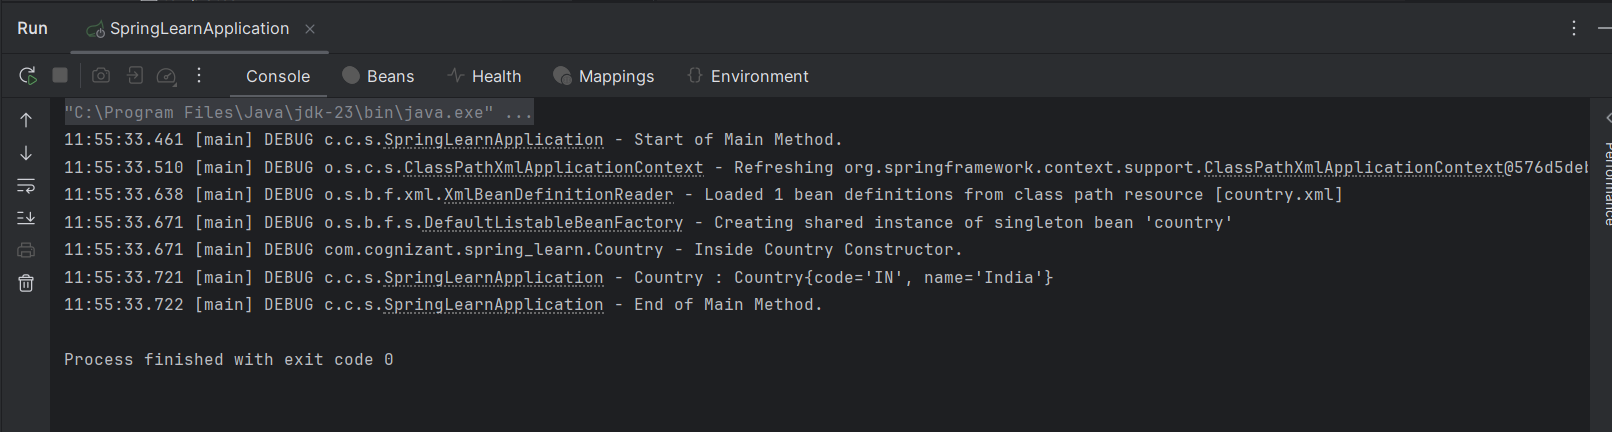 Run SpringLearnApplication
Console Beans Health Mappings Environment
"C:\Program Files\Java\jdk-23\bin\java.exe" ...
11:55:33.461 [main] DEBUG c.c.s.SpringLearnApplication - Start of Main Method.
11:55:33.510 [main] DEBUG o.s.c.s.ClassPathXmlApplicationContext - Refreshing org.springframework.context.support.ClassPathXmlApplicationContext@576d5deb
11:55:33.638 [main] DEBUG o.s.b.f.xml.XmlBeanDefinitionReader - Loaded 1 bean definitions from class path resource [country.xml]
11:55:33.671 [main] DEBUG o.s.b.f.s.DefaultListableBeanFactory - Creating shared instance of singleton bean 'country'
11:55:33.671 [main] DEBUG com.cognizant.spring_learn.Country - Inside Country Constructor.
11:55:33.721 [main] DEBUG c.c.s.SpringLearnApplication - Country : Country{code='IN', name='India'}
11:55:33.722 [main] DEBUG c.c.s.SpringLearnApplication - End of Main Method.
Process finished with exit code 0
Performance